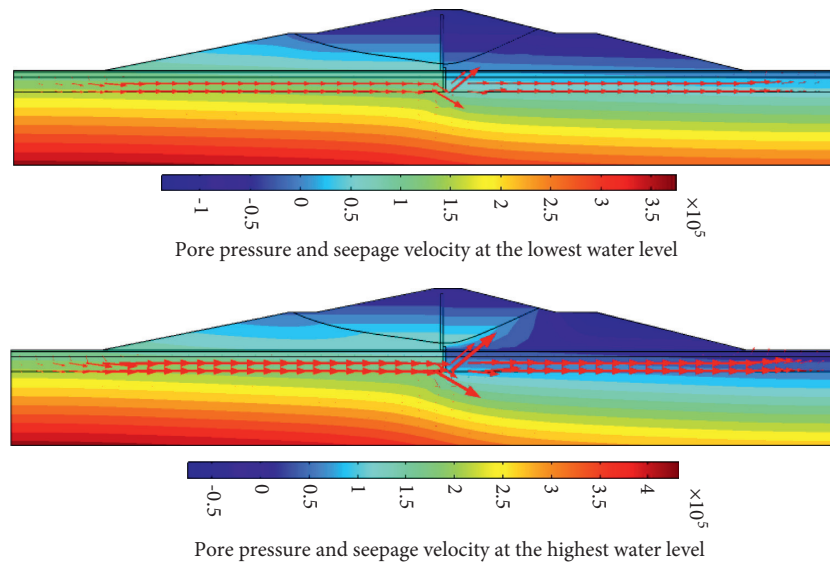 -1 -0.5 0 0.5 1 1.5 2 2.5 3 3.5 ×10⁵
Pore pressure and seepage velocity at the lowest water level
-0.5 0 0.5 1 1.5 2 2.5 3 3.5 4 ×10⁵
Pore pressure and seepage velocity at the highest water level